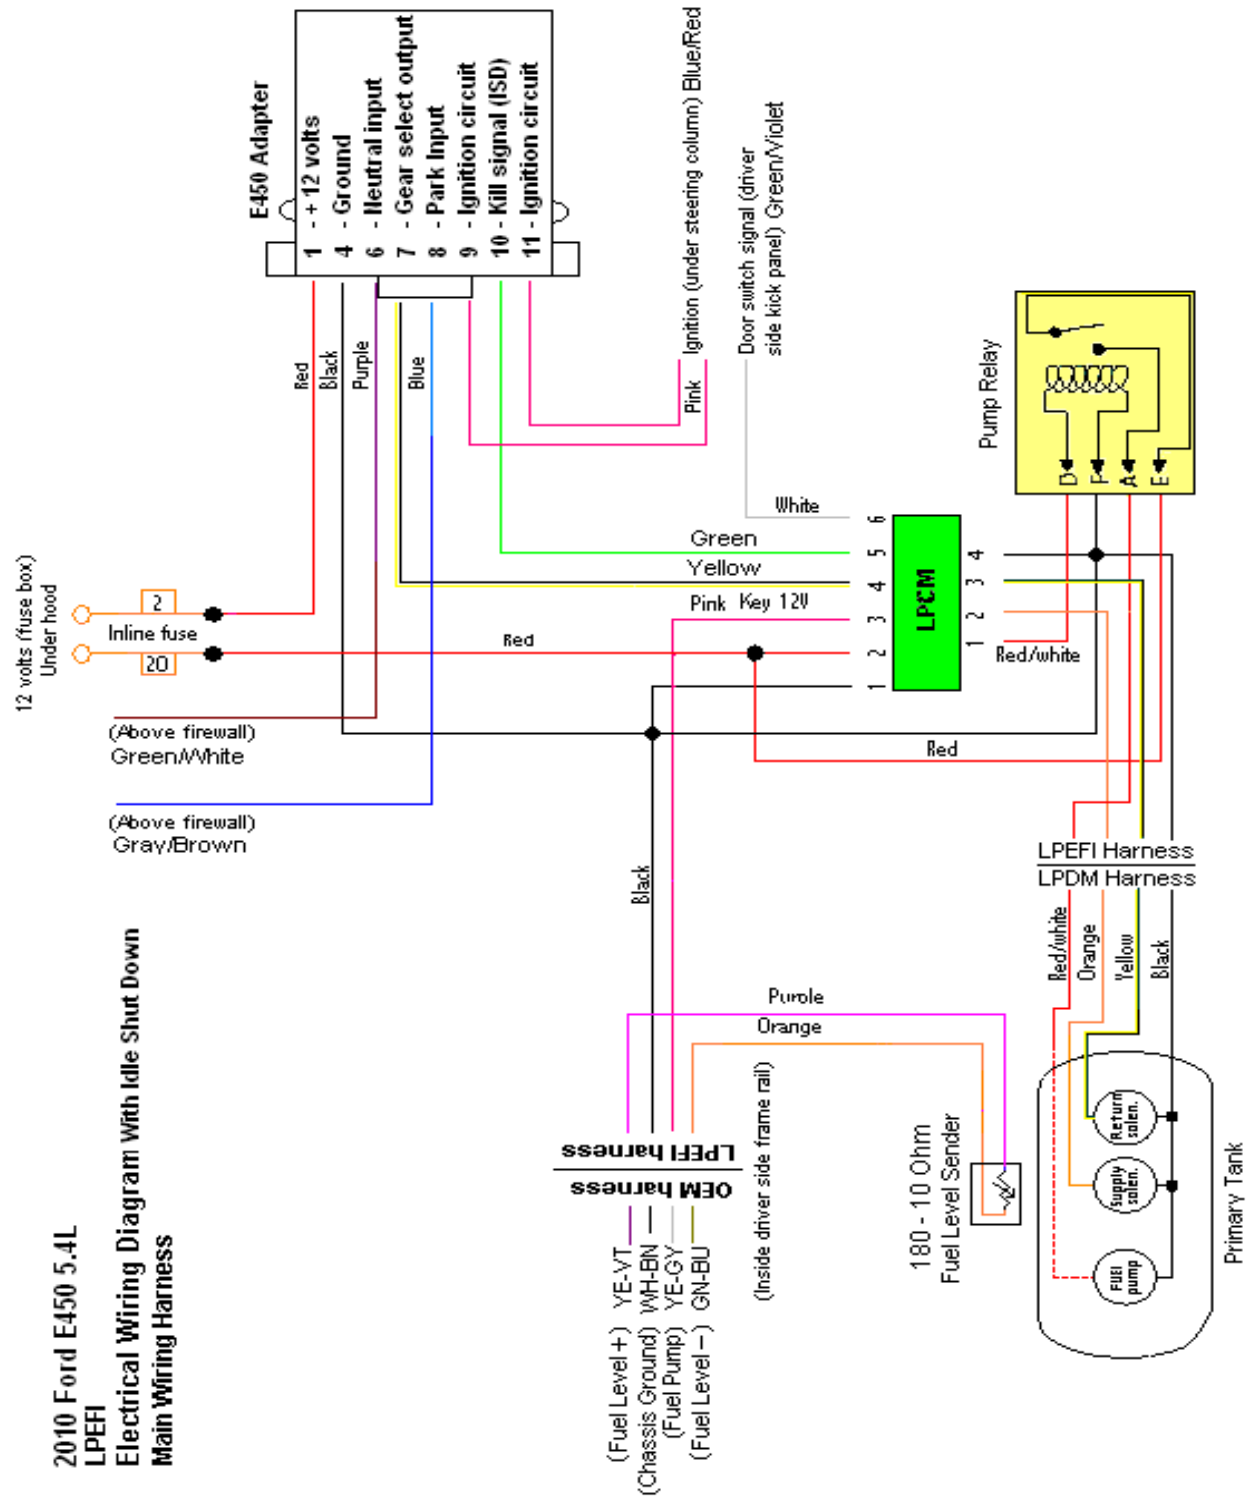 2010 Ford E450 5.4L
LPEFI
Electrical Wiring Diagram With Idle Shut Down
Main Wiring Harness
12 volts (fuse box)
Under hood
2
Inline fuse
20
(Above firewall)
Green/White
(Above firewall)
Gray/Brown
E450 Adapter
1 - + 12 volts
4 - Ground
6 - Neutral input
7 - Gear select output
8 - Park Input
9 - Ignition circuit
10 - Kill signal (ISD)
11 - Ignition circuit
Red
Black
Purple
Blue
Pink
Ignition (under steering column) Blue/Red
Door switch signal (driver
side kick panel) Green/Violet
White
Green
Yellow
Pink Key 12V
Red
6
5
4
3
2
1
LPCM
4
3
2
1
Red/white
Red
Pump Relay
D
F
A
E
LPEFI Harness
LPDM Harness
Red/white
Orange
Yellow
Black
Black
Purple
Orange
LPEFI harness
OEM harness
(Fuel Level+) YE-VT
(Chassis Ground) WH-BN
(Fuel Pump) YE-GY
(Fuel Level−) GN-BU
(Inside driver side frame rail)
180 - 10 Ohm
Fuel Level Sender
Return
solen.
Supply
solen.
FUEl
pump
Primary Tank